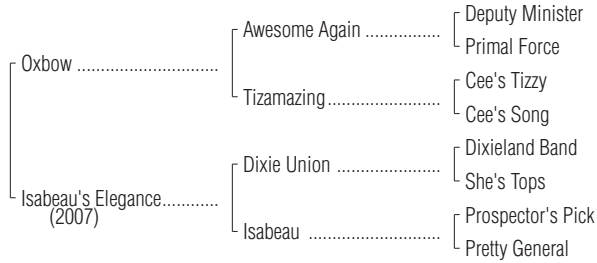 Deputy Minister
Awesome Again ................
Primal Force
Oxbow ..............................
Cee's Tizzy
Tizamazing........................
Cee's Song
Dixieland Band
Dixie Union ......................
She's Tops
Isabeau's Elegance............
(2007)
Prospector's Pick
Isabeau ............................
Pretty General